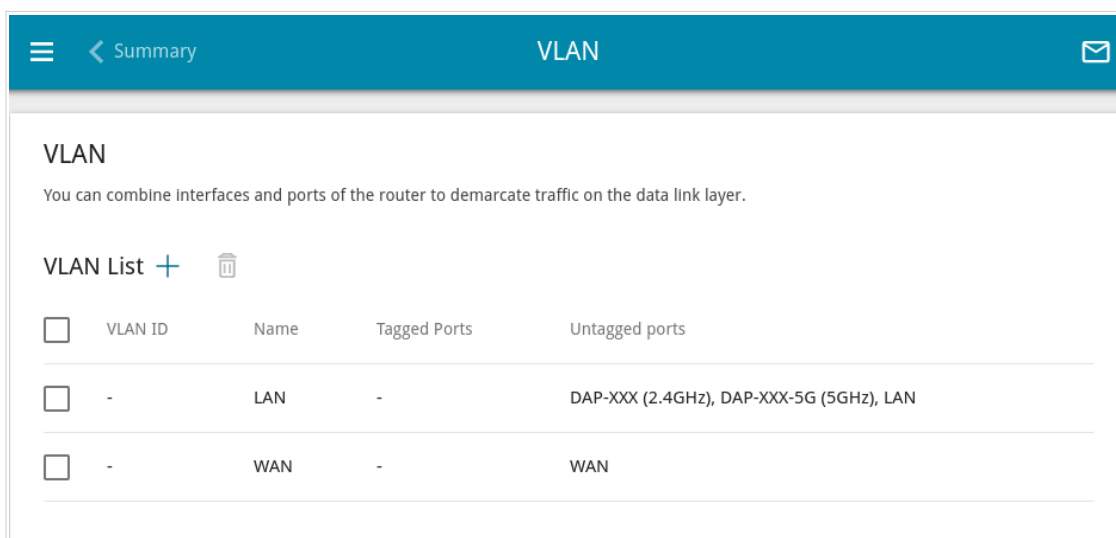 Summary VLAN
VLAN
You can combine interfaces and ports of the router to demarcate traffic on the data link layer.
VLAN List
VLAN ID Name Tagged Ports Untagged ports
- LAN - DAP-XXX (2.4GHz), DAP-XXX-5G (5GHz), LAN
- WAN - WAN